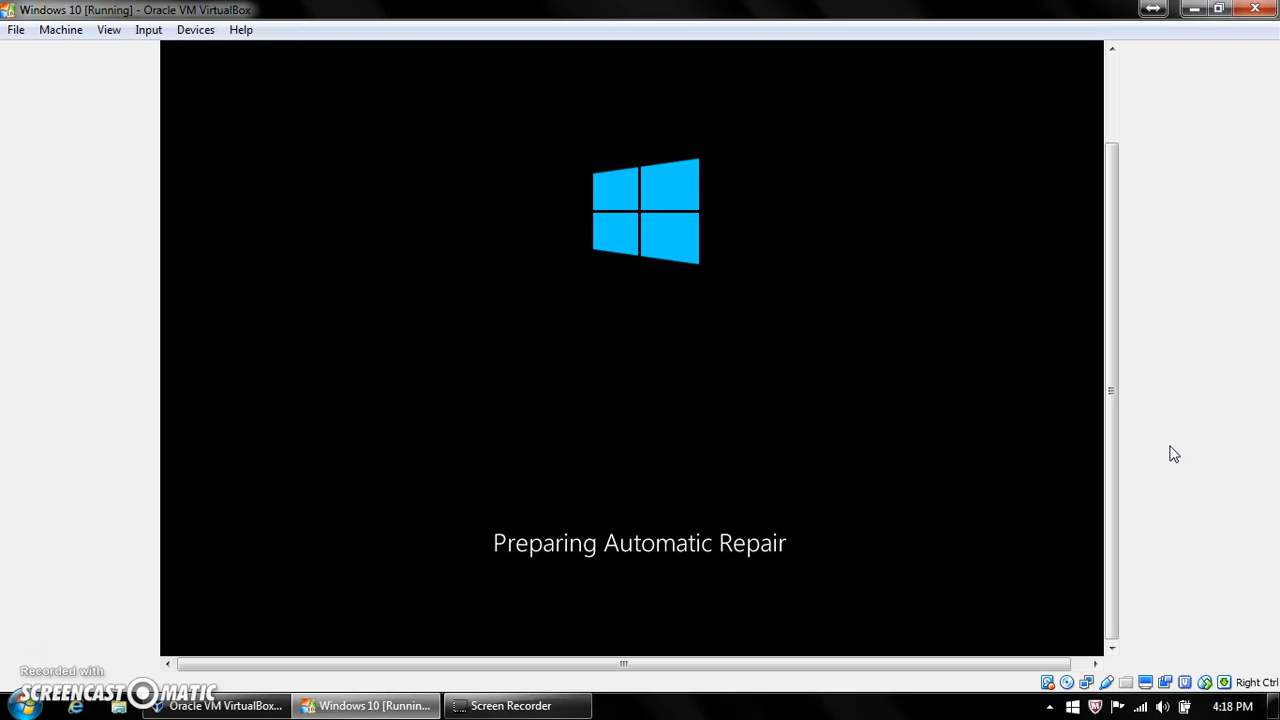 Windows 10 [Running] - Oracle VM VirtualBox
File Machine View Input Devices Help
Preparing Automatic Repair
Right Ctrl
Recorded with
SCREENCAST-O-MATIC
Oracle VM VirtualBox...
Windows 10 [Runnin...
Screen Recorder
4:18 PM